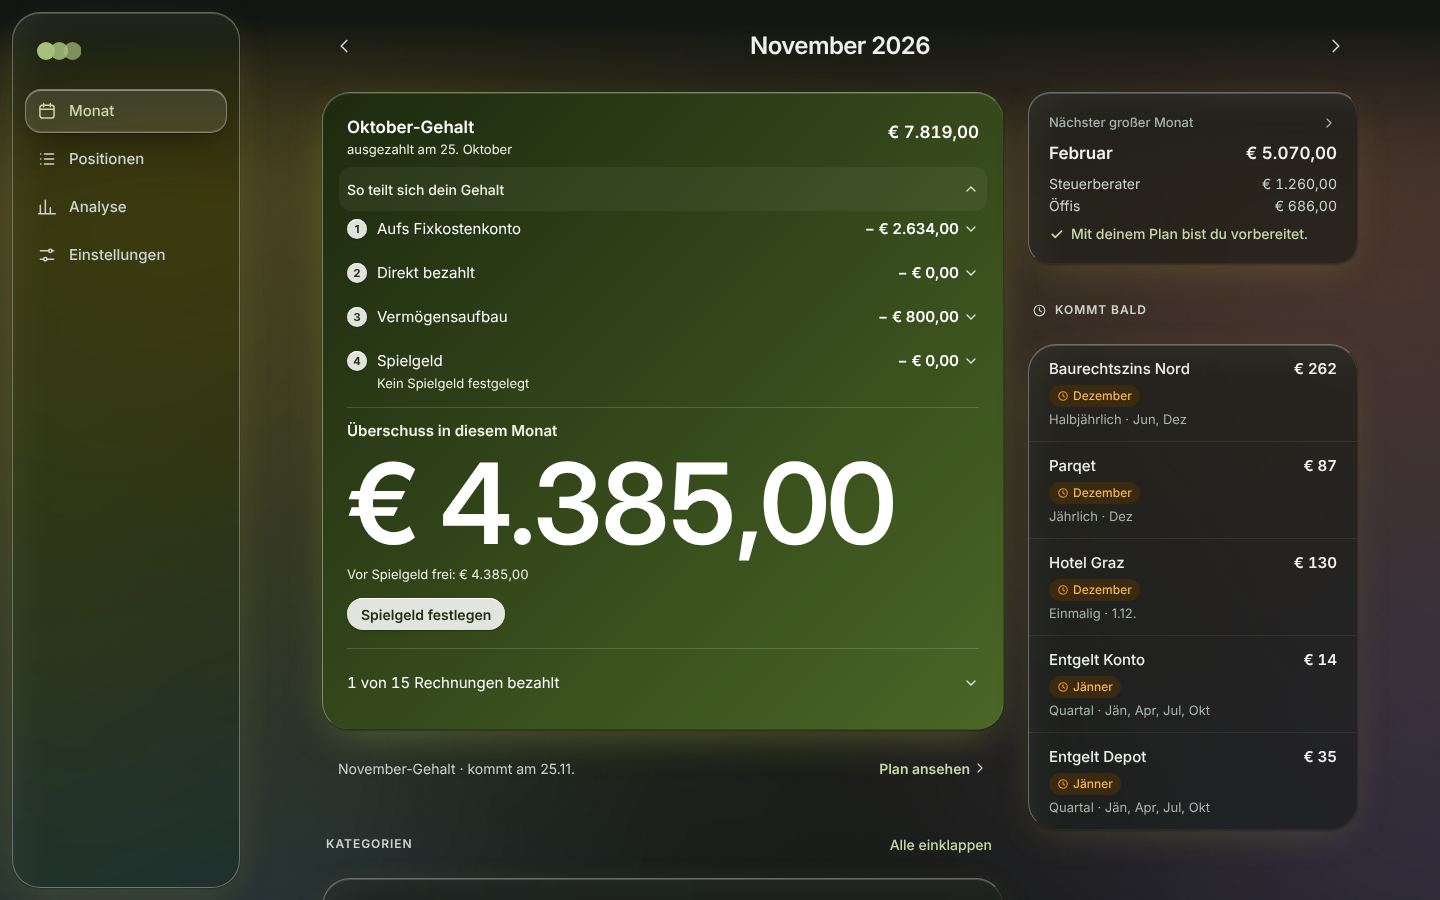 Monat
Positionen
Analyse
Einstellungen
November 2026
Oktober-Gehalt
ausgezahlt am 25. Oktober
€ 7.819,00
So teilt sich dein Gehalt
1 Aufs Fixkostenkonto – € 2.634,00
2 Direkt bezahlt – € 0,00
3 Vermögensaufbau – € 800,00
4 Spielgeld – € 0,00
Kein Spielgeld festgelegt
Überschuss in diesem Monat
€ 4.385,00
Vor Spielgeld frei: € 4.385,00
Spielgeld festlegen
1 von 15 Rechnungen bezahlt
November-Gehalt · kommt am 25.11.
Plan ansehen
KATEGORIEN
Alle einklappen
Nächster großer Monat
Februar € 5.070,00
Steuerberater € 1.260,00
Öffis € 686,00
Mit deinem Plan bist du vorbereitet.
KOMMT BALD
Baurechtszins Nord € 262
Dezember
Halbjährlich · Jun, Dez
Parqet € 87
Dezember
Jährlich · Dez
Hotel Graz € 130
Dezember
Einmalig · 1.12.
Entgelt Konto € 14
Jänner
Quartal · Jän, Apr, Jul, Okt
Entgelt Depot € 35
Jänner
Quartal · Jän, Apr, Jul, Okt